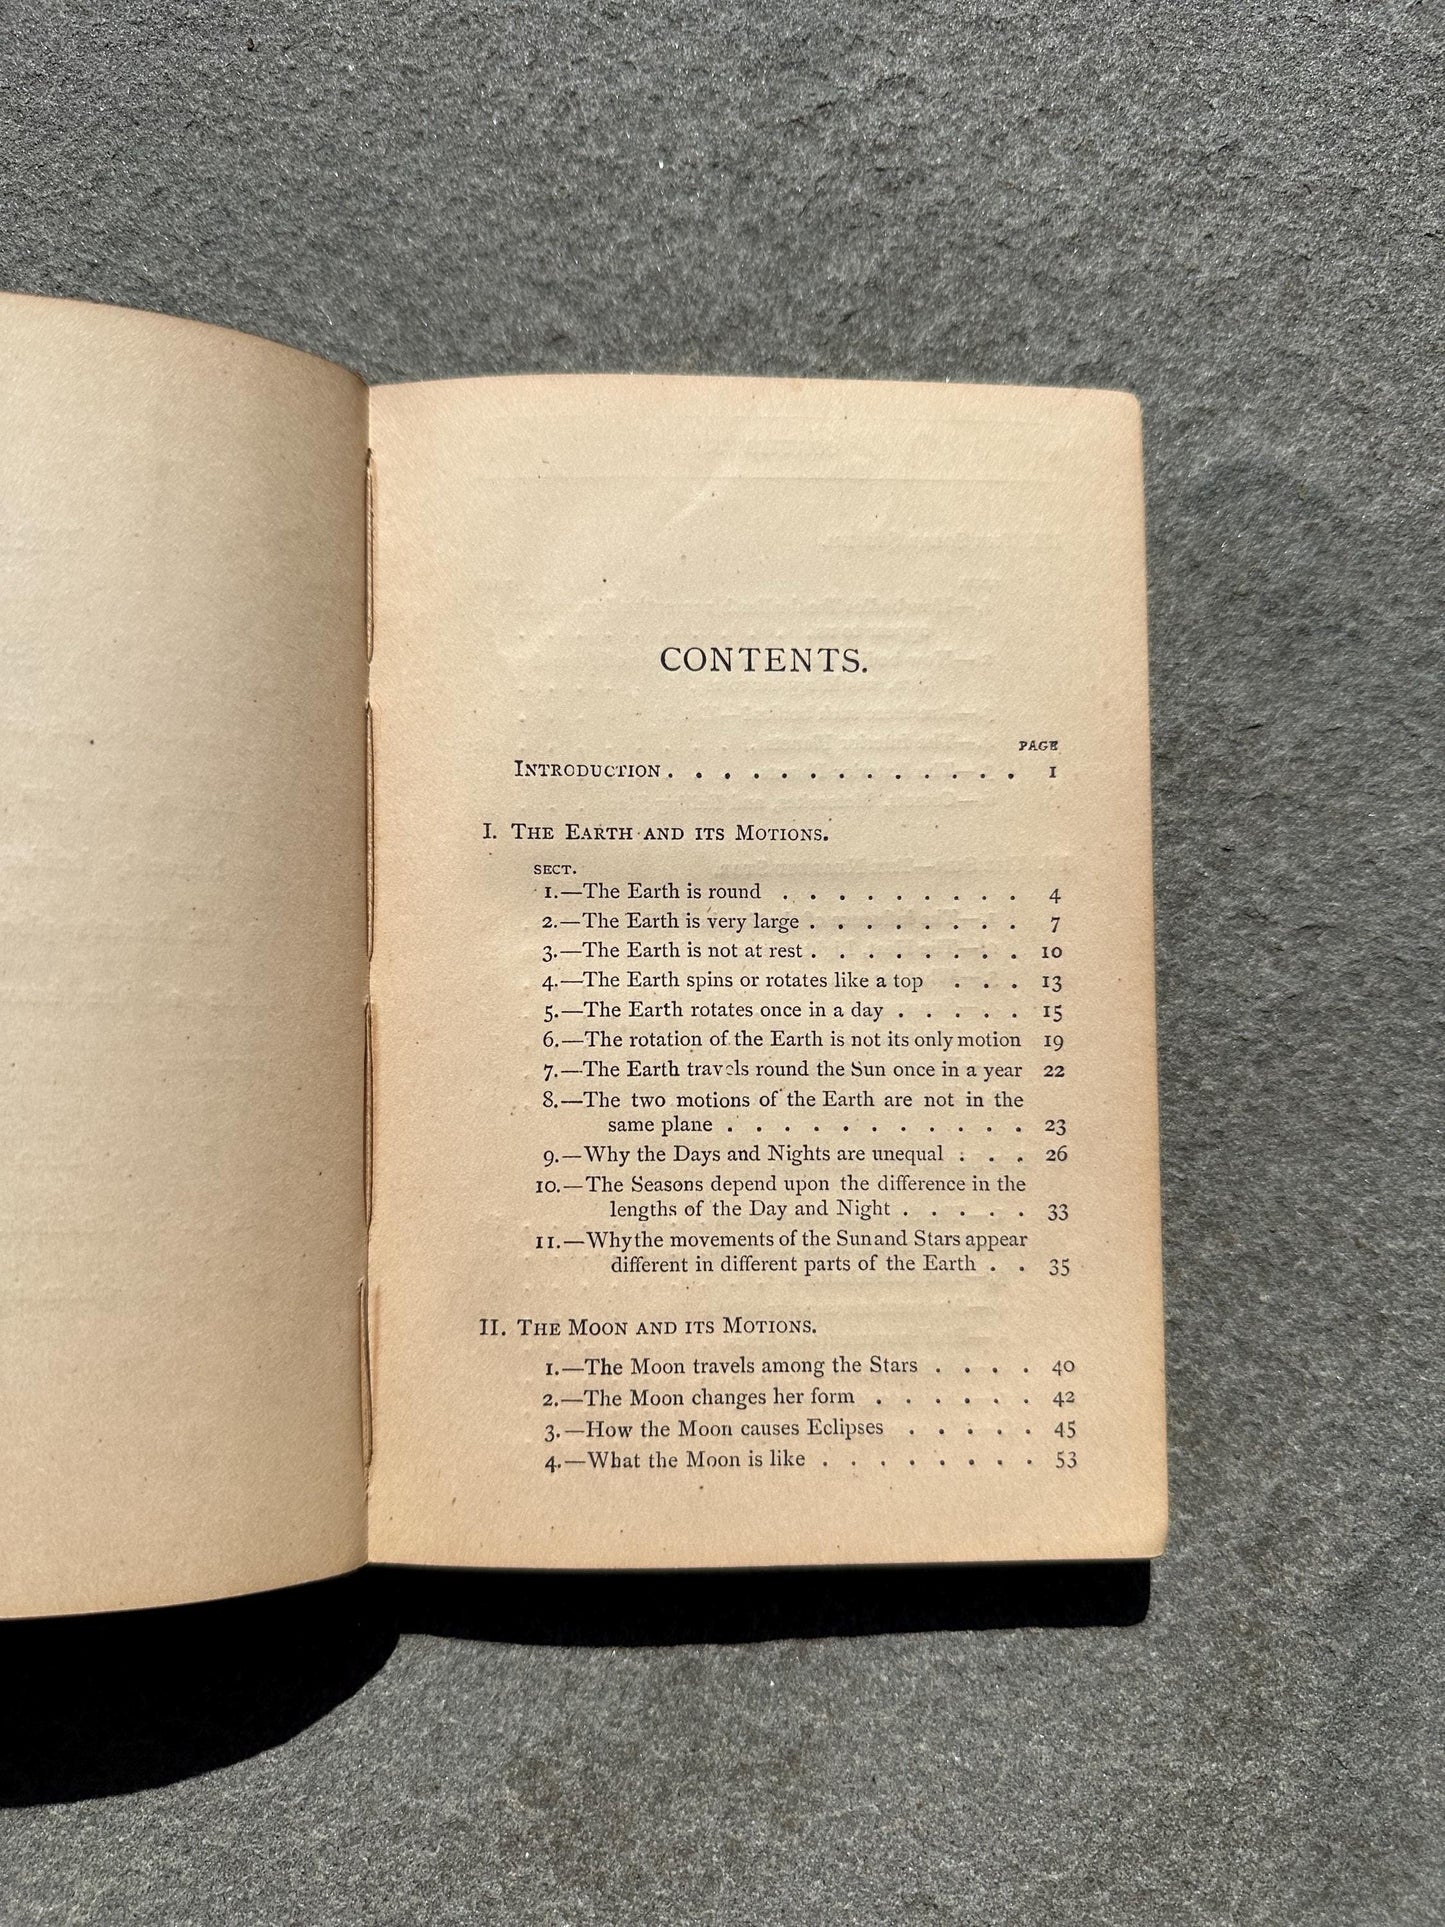 CONTENTS.
PAGE
INTRODUCTION . . . . . . . . . . . . . 1
I. THE EARTH AND ITS MOTIONS.
SECT.
1.—The Earth is round . . . . . . . . . 4
2.—The Earth is very large . . . . . . . . 7
3.—The Earth is not at rest . . . . . . . . 10
4.—The Earth spins or rotates like a top . . . 13
5.—The Earth rotates once in a day . . . . . 15
6.—The rotation of the Earth is not its only motion 19
7.—The Earth travels round the Sun once in a year 22
8.—The two motions of the Earth are not in the
same plane . . . . . . . . . . . 23
9.—Why the Days and Nights are unequal . . . 26
10.—The Seasons depend upon the difference in the
lengths of the Day and Night . . . . . 33
11.—Why the movements of the Sun and Stars appear
different in different parts of the Earth . . 35
II. THE MOON AND ITS MOTIONS.
1.—The Moon travels among the Stars . . . . 40
2.—The Moon changes her form . . . . . . 42
3.—How the Moon causes Eclipses . . . . . 45
4.—What the Moon is like . . . . . . . . 53